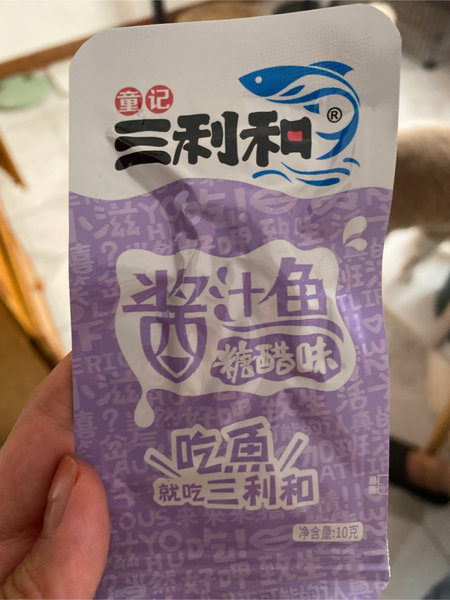 童记
三利和®
酱汁鱼
糖醋味
吃魚
就吃三利和
净含量:10克